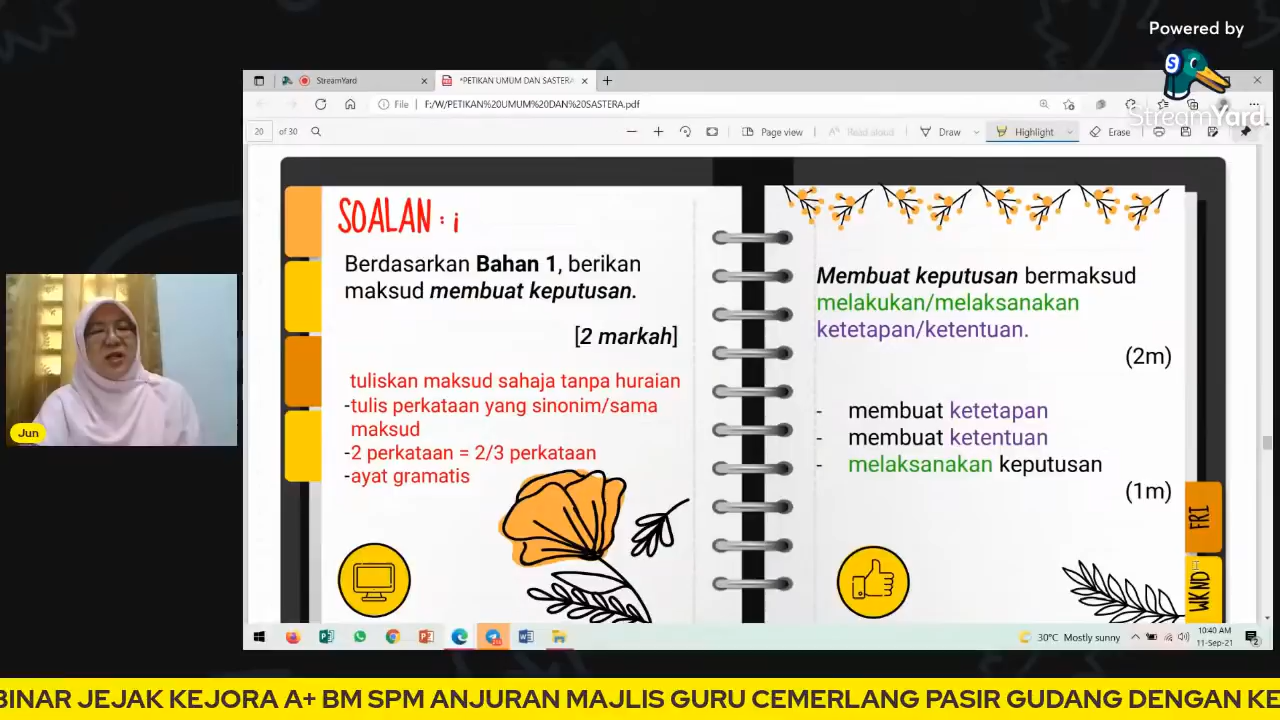 Powered by
StreamYard
StreamYard
*PETIKAN UMUM DAN SASTERA
File
F:/W/PETIKAN%20UMUM%20DAN%20SASTERA.pdf
20 of 30
Page view
Read aloud
Draw
Highlight
Erase
SOALAN : i
Berdasarkan Bahan 1, berikan
maksud membuat keputusan.
[2 markah]
tuliskan maksud sahaja tanpa huraian
-tulis perkataan yang sinonim/sama
maksud
-2 perkataan = 2/3 perkataan
-ayat gramatis
Membuat keputusan bermaksud
melakukan/melaksanakan
ketetapan/ketentuan.
(2m)
- membuat ketetapan
- membuat ketentuan
- melaksanakan keputusan
(1m)
FRI
WKND
Jun
30°C Mostly sunny
10:40 AM
11-Sep-21
BINAR JEJAK KEJORA A+ BM SPM ANJURAN MAJLIS GURU CEMERLANG PASIR GUDANG DENGAN KE